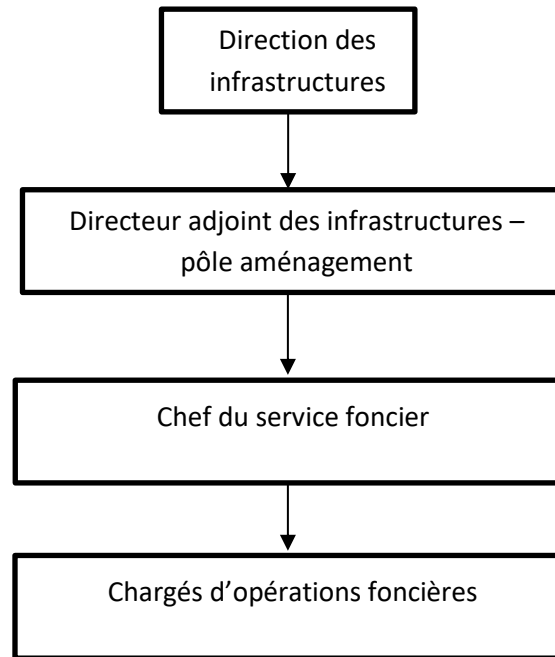 Direction des
infrastructures
Directeur adjoint des infrastructures –
pôle aménagement
Chef du service foncier
Chargés d’opérations foncières